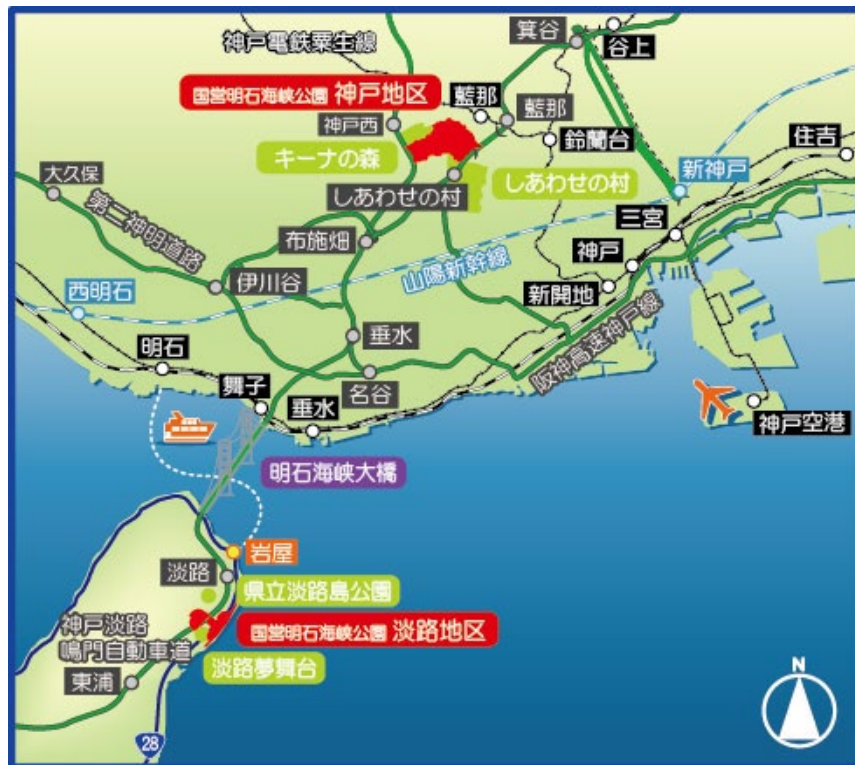 箕谷
谷上
神戸電鉄粟生線
国営明石海峡公園 神戸地区
藍那
藍那
神戸西
鈴蘭台
住吉
キーナの森
大久保
しあわせの村
しあわせの村
新神戸
第二神明道路
三宮
布施畑
神戸
山陽新幹線
伊川谷
新開地
西明石
垂水
阪神高速神戸線
明石
名谷
舞子
垂水
神戸空港
明石海峡大橋
岩屋
淡路
県立淡路島公園
神戸淡路
鳴門自動車道
国営明石海峡公園 淡路地区
淡路夢舞台
東浦
N
28